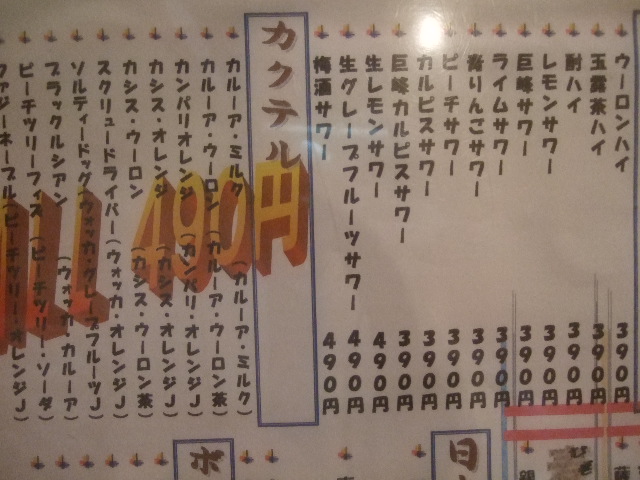 ウーロンハイ 390円
玉露茶ハイ 390円
酎ハイ 390円
レモンサワー 390円
巨峰サワー 390円
ライムサワー 390円
青りんごサワー 390円
ピーチサワー 390円
カルピスサワー 390円
巨峰カルピスサワー 390円
生レモンサワー 490円
生グレープフルーツサワー 490円
梅酒サワー 490円
カクテル
490円
カルーア・ミルク (カルーア・ミルク)
カルーア・ウーロン (カルーア・ウーロン茶)
カンパリオレンジ (カンパリ・オレンジJ)
カシス・オレンジ (カシス・オレンジJ)
カシス・ウーロン (カシス・ウーロン茶)
スクリュードライバー (ウォッカ・オレンジJ)
ソルティードッグ (ウォッカ・グレープフルーツJ)
ブラックルシアン (ウォッカ・カルーア)
ピーチツリーフィズ (ピーチツリー・ソーダ)
ファジーネーブル (ピーチツリー・オレンジJ)
日
ボ